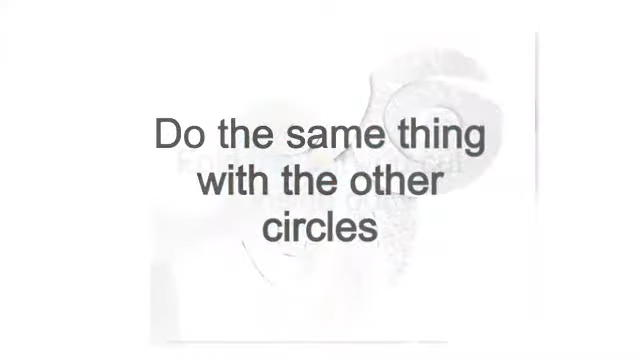 Do the same thing
with the other
circles